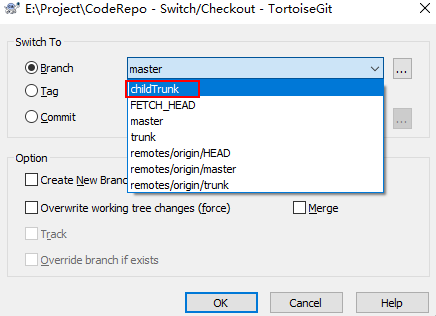 E:\Project\CodeRepo - Switch/Checkout - TortoiseGit
Switch To
Branch
master
...
childTrunk
Tag
FETCH_HEAD
Commit
master
...
trunk
remotes/origin/HEAD
Option
remotes/origin/master
Create New Branc
remotes/origin/trunk
Overwrite working tree changes (force)
Merge
Track
Override branch if exists
OK
Cancel
Help